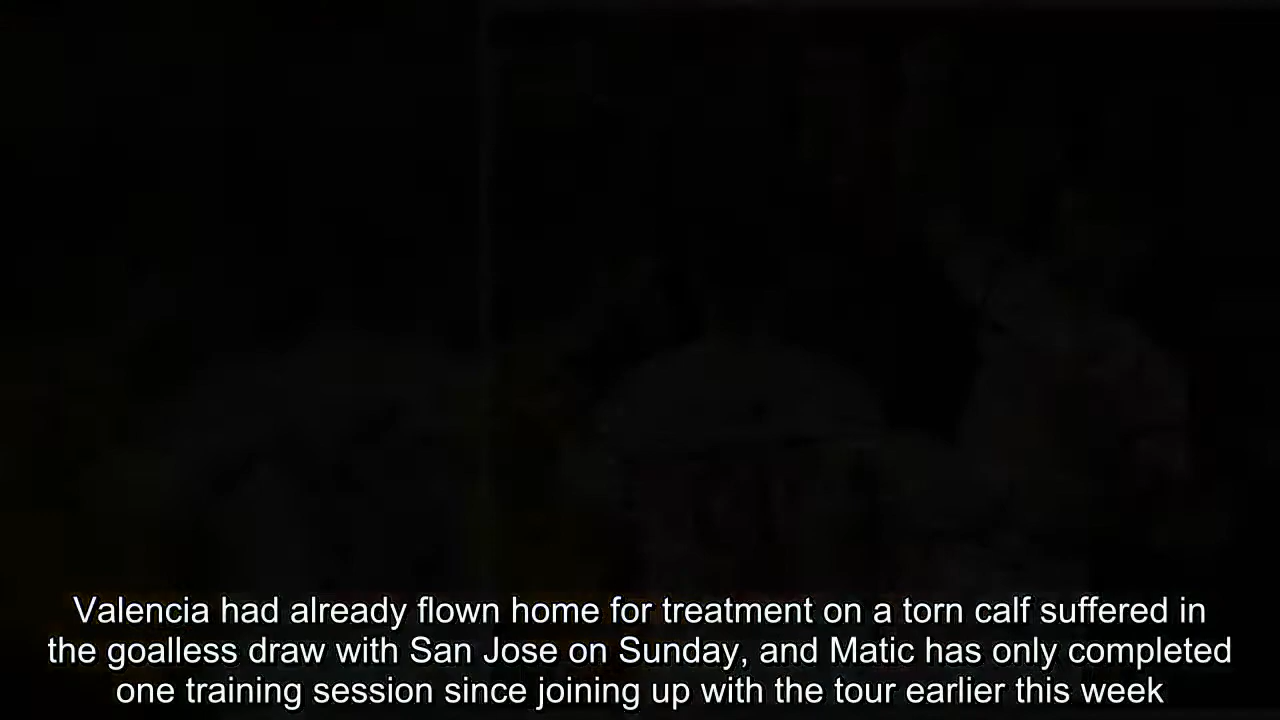 Valencia had already flown home for treatment on a torn calf suffered in
the goalless draw with San Jose on Sunday, and Matic has only completed
one training session since joining up with the tour earlier this week